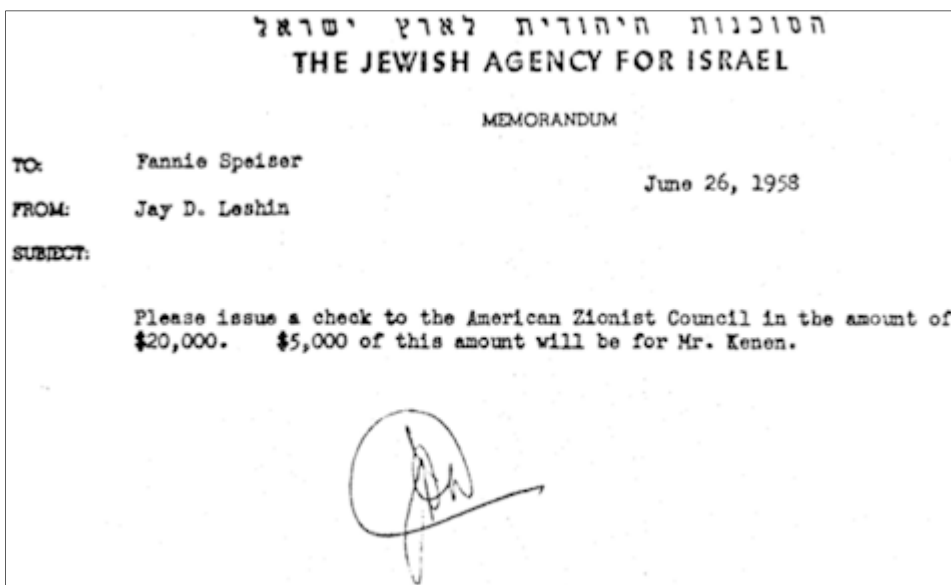 הסוכנות היהודית לארץ ישראל
THE JEWISH AGENCY FOR ISRAEL
MEMORANDUM
TO: Fannie Speiser
June 26, 1958
FROM: Jay D. Leshin
SUBJECT:
Please issue a check to the American Zionist Council in the amount of
$20,000. $5,000 of this amount will be for Mr. Kenen.